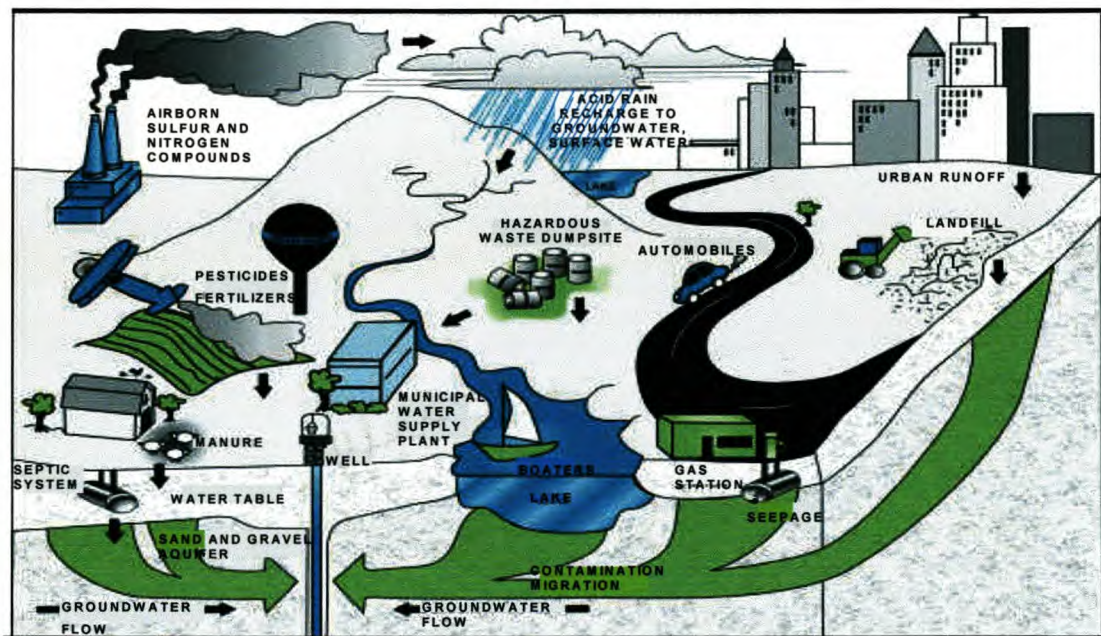 AIRBORN
SULFUR AND
NITROGEN
COMPOUNDS
ACID RAIN
RECHARGE TO
GROUNDWATER,
SURFACE WATER
LAKE
URBAN RUNOFF
LANDFILL
HAZARDOUS
WASTE DUMPSITE
AUTOMOBILES
PESTICIDES
FERTILIZERS
MUNICIPAL
WATER
SUPPLY
PLANT
MANURE
WELL
SEPTIC
SYSTEM
WATER TABLE
BOATERS
LAKE
GAS
STATION
SEEPAGE
SAND AND GRAVEL
AQUIFER
CONTAMINATION
MIGRATION
GROUNDWATER
FLOW
GROUNDWATER
FLOW